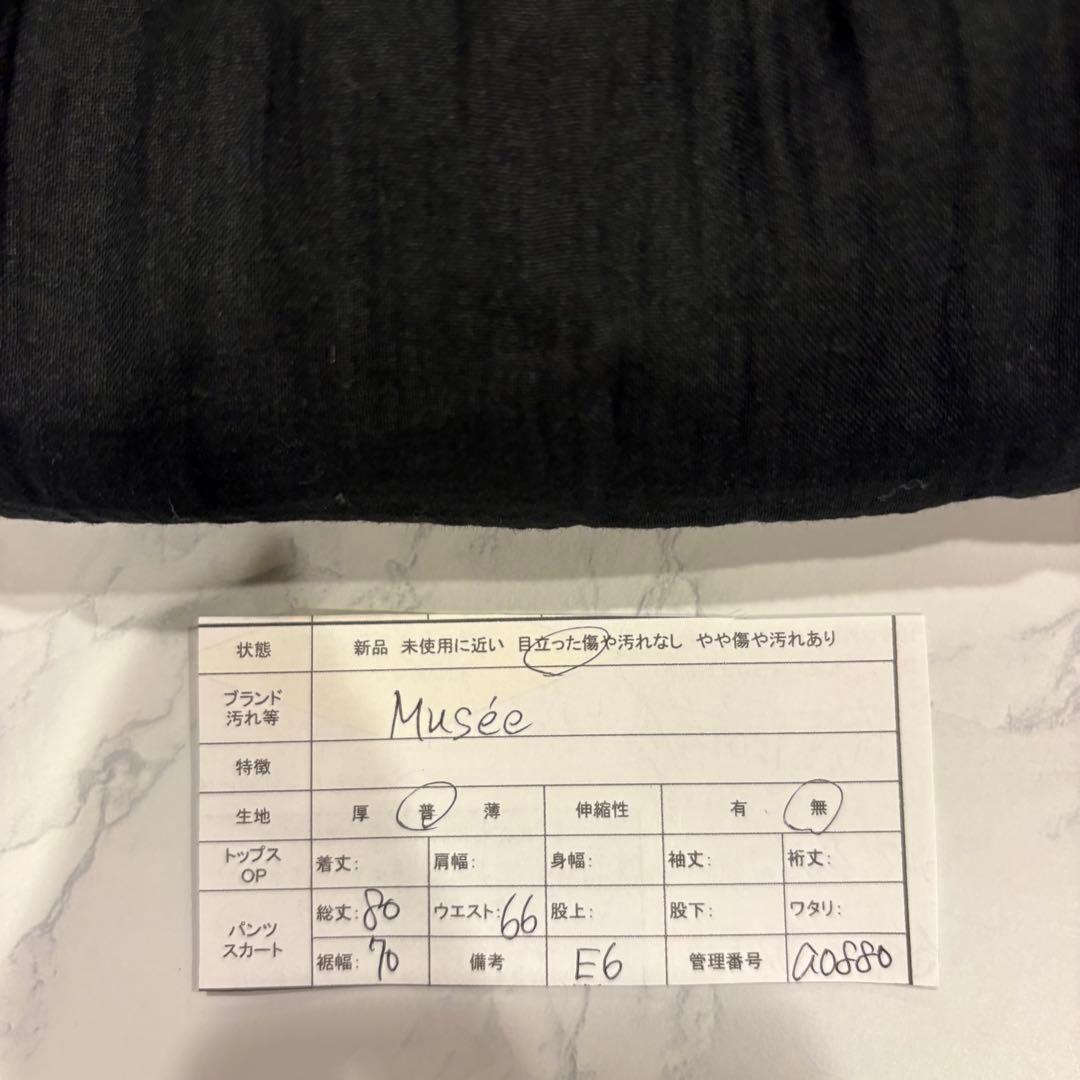 状態 新品 未使用に近い 目立った傷や汚れなし やや傷や汚れあり
ブランド
汚れ等
Musée
特徴
生地 厚 普 薄 伸縮性 有 無
トップス
OP
着丈: 肩幅: 身幅: 袖丈: 裄丈:
パンツ
スカート
総丈:80 ウエスト:66 股上: 股下: ワタリ:
裾幅:70 備考 E6 管理番号 a0880